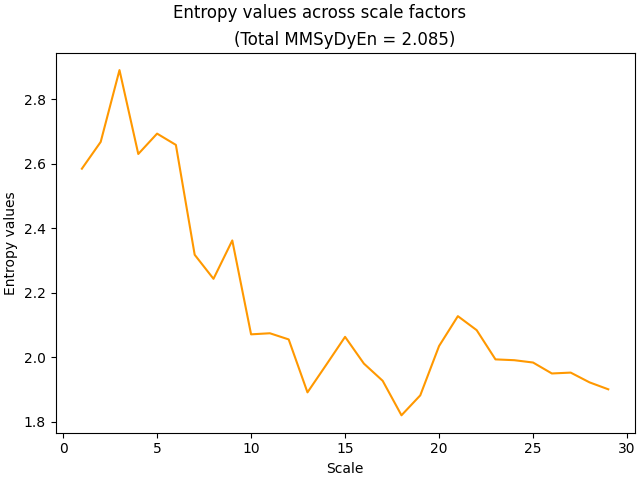 Entropy values across scale factors
(Total MMSyDyEn = 2.085)
2.8
2.6
2.4
2.2
2.0
1.8
Entropy values
0 5 10 15 20 25 30
Scale